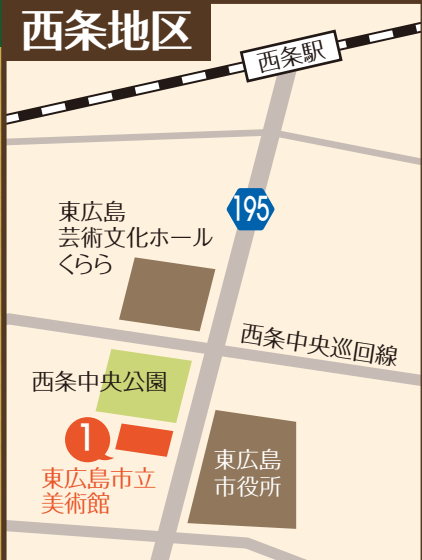 西条地区
西条駅
195
東広島
芸術文化ホール
くらら
西条中央巡回線
西条中央公園
1
東広島市立
美術館
東広島
市役所